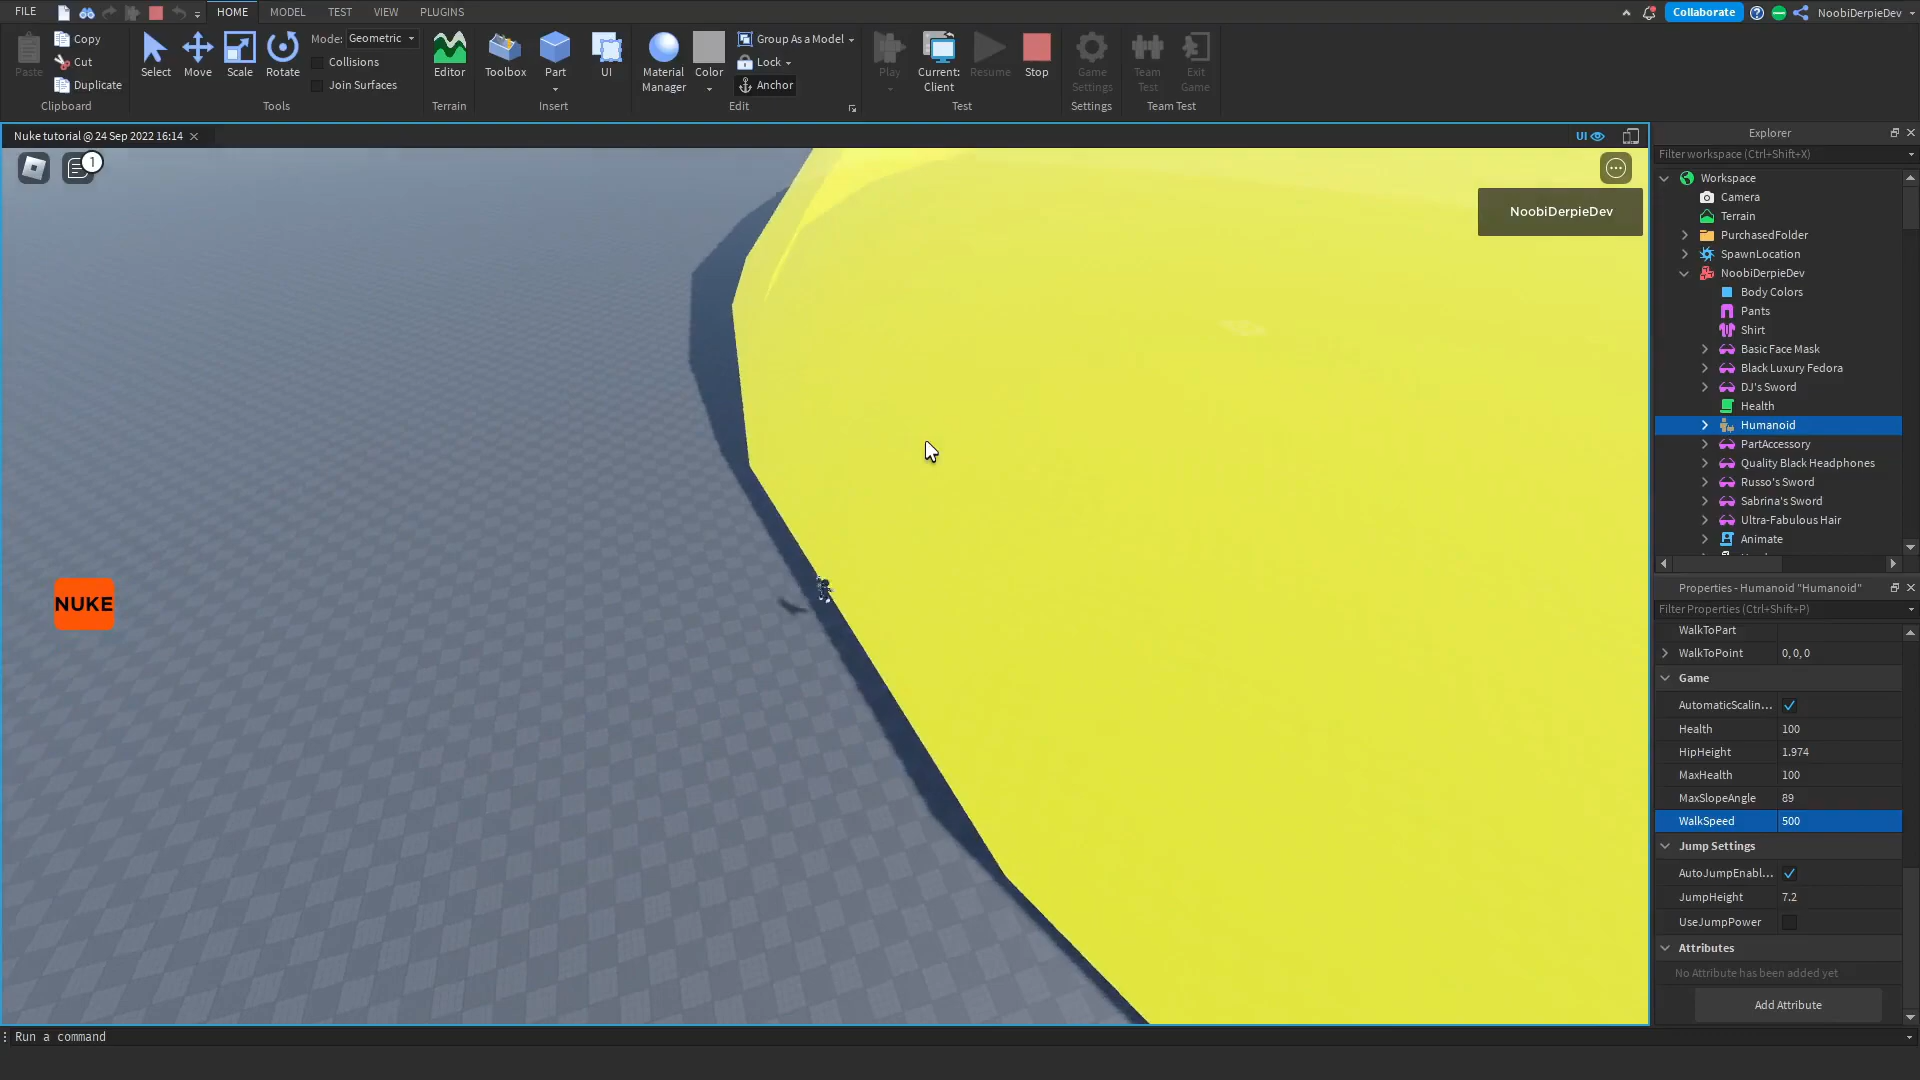 FILE
HOME
MODEL
TEST
VIEW
PLUGINS
Collaborate
NoobiDerpieDev
Paste
Copy
Cut
Duplicate
Clipboard
Select
Move
Scale
Rotate
Mode: Geometric
Collisions
Join Surfaces
Tools
Editor
Terrain
Toolbox
Part
UI
Insert
Material Manager
Color
Group As a Model
Lock
Anchor
Edit
Play
Current: Client
Resume
Stop
Test
Game Settings
Settings
Team Test
Exit Game
Team Test
Nuke tutorial @ 24 Sep 2022 16:14
UI
1
NoobiDerpieDev
NUKE
Explorer
Filter workspace (Ctrl+Shift+X)
Workspace
Camera
Terrain
PurchasedFolder
SpawnLocation
NoobiDerpieDev
Body Colors
Pants
Shirt
Basic Face Mask
Black Luxury Fedora
DJ's Sword
Health
Humanoid
PartAccessory
Quality Black Headphones
Russo's Sword
Sabrina's Sword
Ultra-Fabulous Hair
Animate
Properties - Humanoid "Humanoid"
Filter Properties (Ctrl+Shift+P)
WalkToPart
WalkToPoint 0, 0, 0
Game
AutomaticScalin...
Health 100
HipHeight 1.974
MaxHealth 100
MaxSlopeAngle 89
WalkSpeed 500
Jump Settings
AutoJumpEnabl...
JumpHeight 7.2
UseJumpPower
Attributes
No Attribute has been added yet
Add Attribute
Run a command